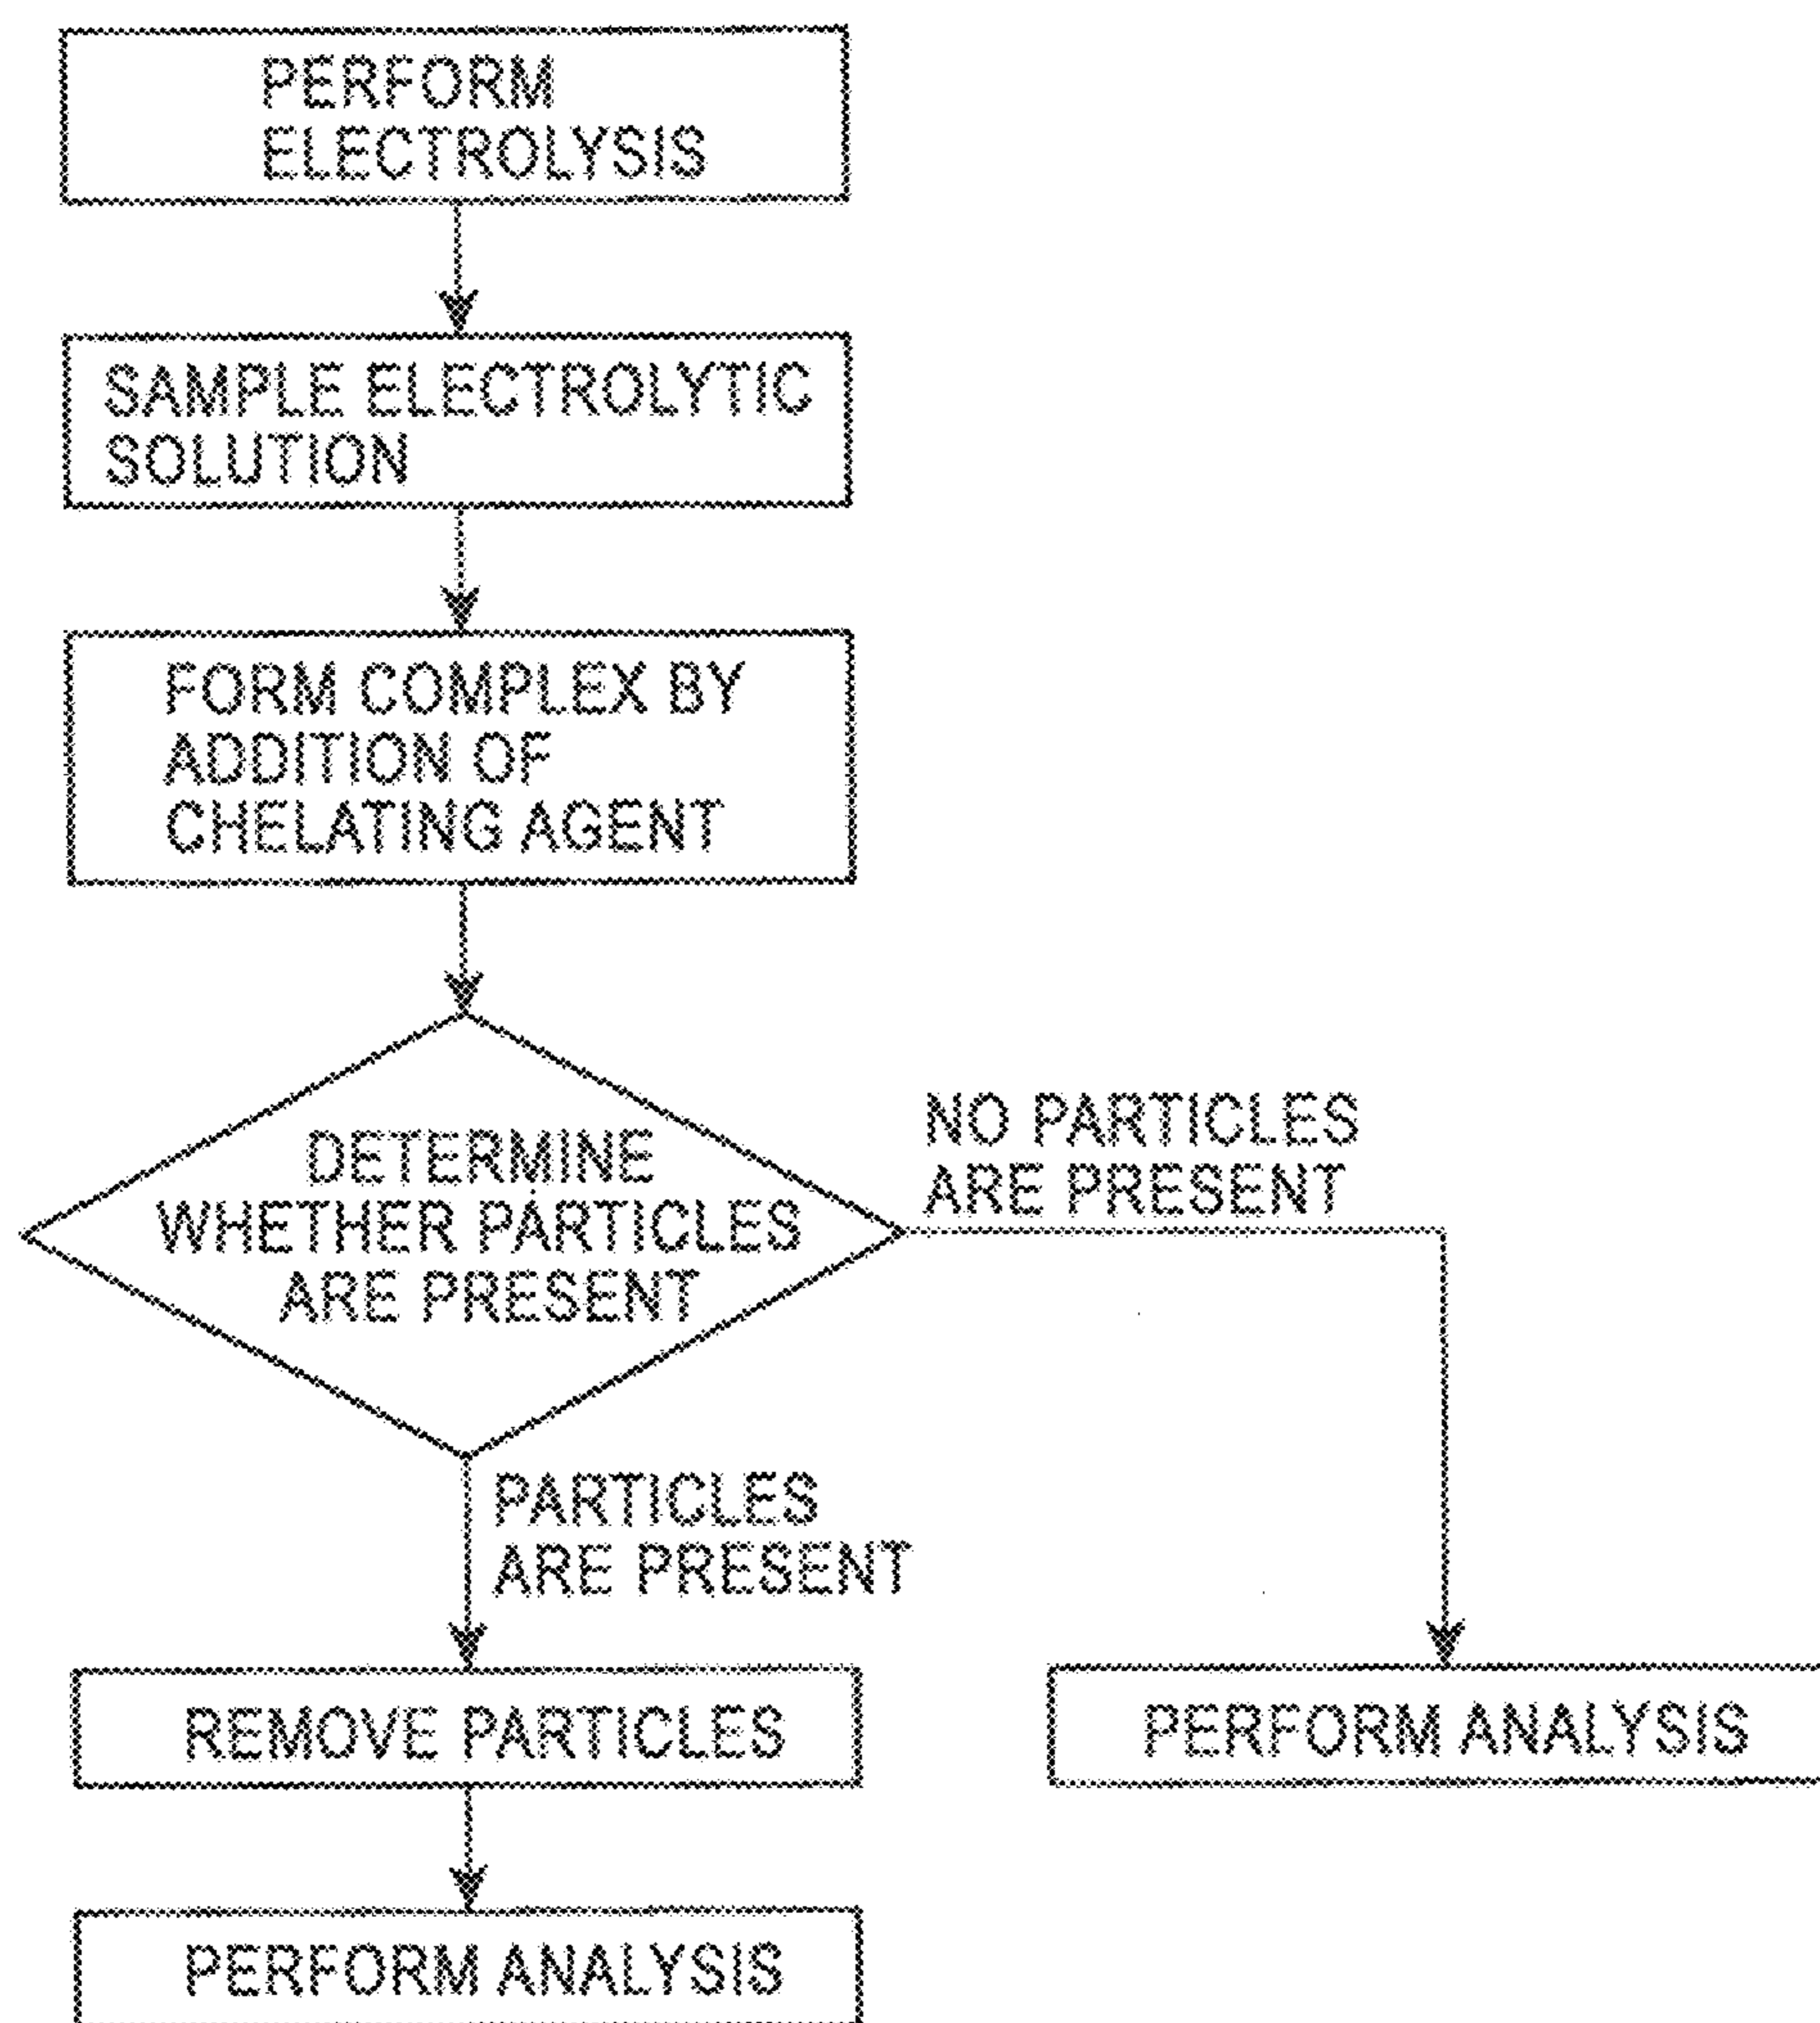 PERFORM
ELECTROLYSIS
SAMPLE ELECTROLYTIC
SOLUTION
FORM COMPLEX BY
ADDITION OF
CHELATING AGENT
DETERMINE
WHETHER PARTICLES
ARE PRESENT
NO PARTICLES
ARE PRESENT
PARTICLES
ARE PRESENT
REMOVE PARTICLES
PERFORM ANALYSIS
PERFORM ANALYSIS